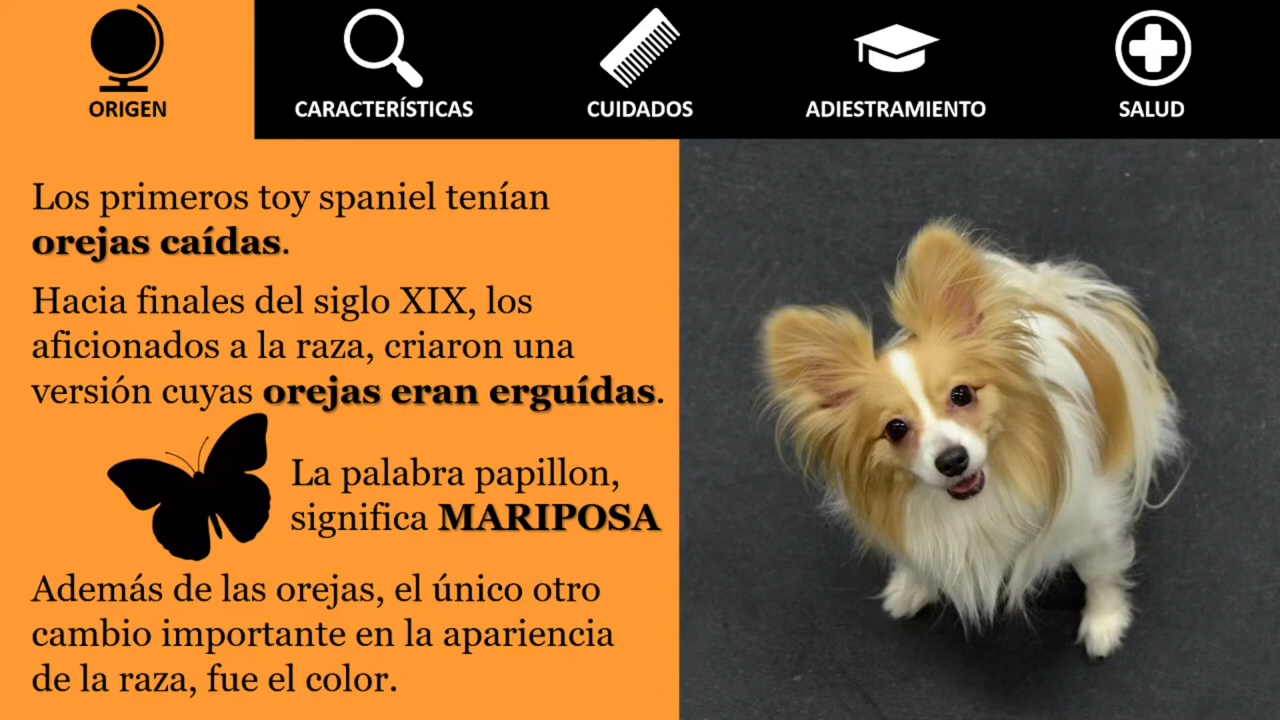 ORIGEN
CARACTERÍSTICAS
CUIDADOS
ADIESTRAMIENTO
SALUD
Los primeros toy spaniel tenían
orejas caídas.
Hacia finales del siglo XIX, los
aficionados a la raza, criaron una
versión cuyas orejas eran erguídas.
La palabra papillon,
significa MARIPOSA
Además de las orejas, el único otro
cambio importante en la apariencia
de la raza, fue el color.